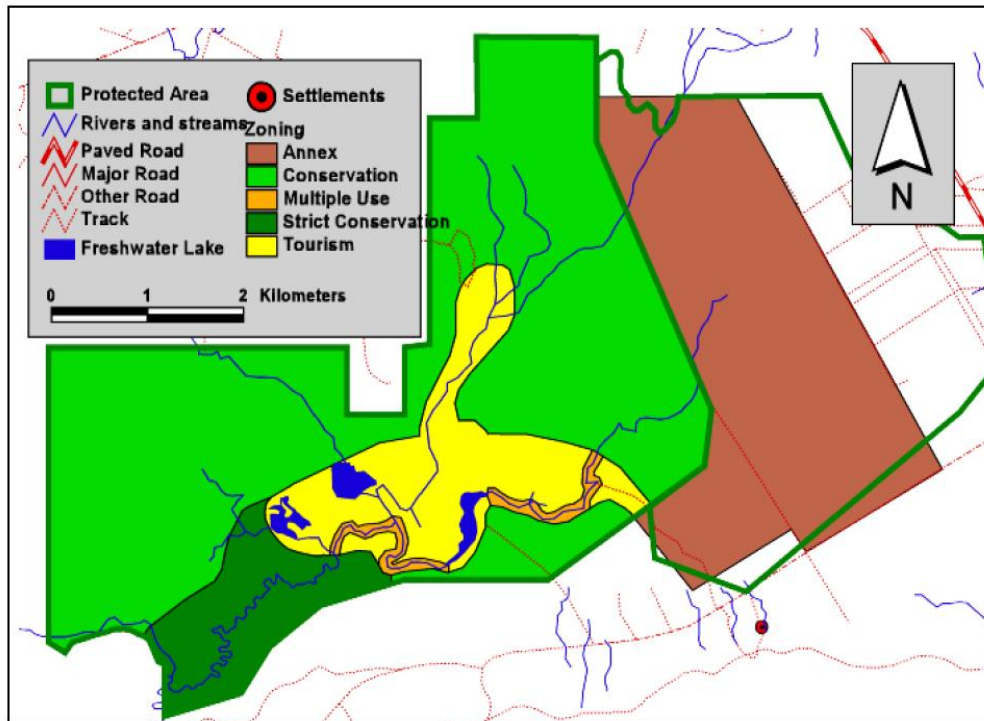 Protected Area
Rivers and streams
Paved Road
Major Road
Other Road
Track
Freshwater Lake
Settlements
Zoning
Annex
Conservation
Multiple Use
Strict Conservation
Tourism
0 1 2 Kilometers
N